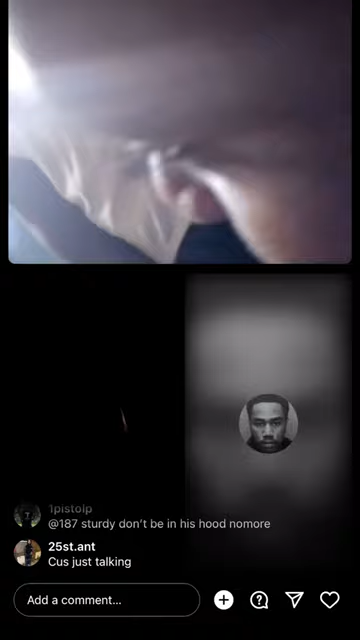 1pistolp
@187 sturdy don't be in his hood nomore
25st.ant
Cus just talking
Add a comment...